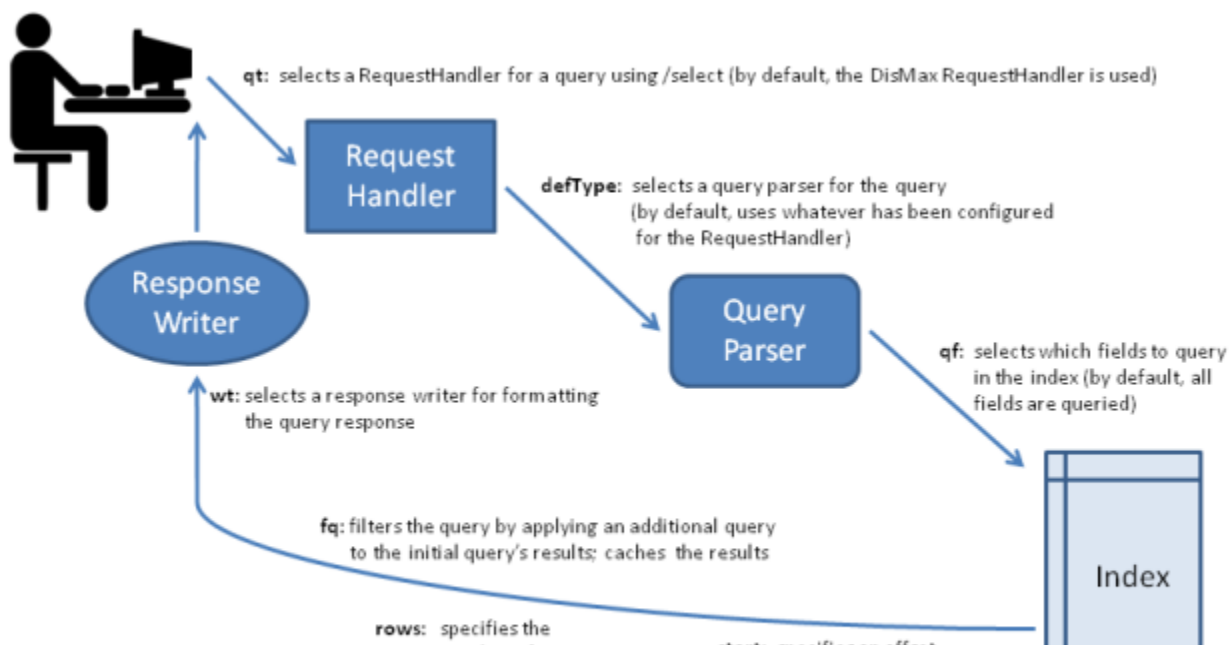 qt: selects a RequestHandler for a query using /select (by default, the DisMax RequestHandler is used)
Request
Handler
defType: selects a query parser for the query
(by default, uses whatever has been configured
for the RequestHandler)
Response
Writer
Query
Parser
qf: selects which fields to query
in the index (by default, all
fields are queried)
wt: selects a response writer for formatting
the query response
fq: filters the query by applying an additional query
to the initial query's results; caches the results
Index
rows: specifies the